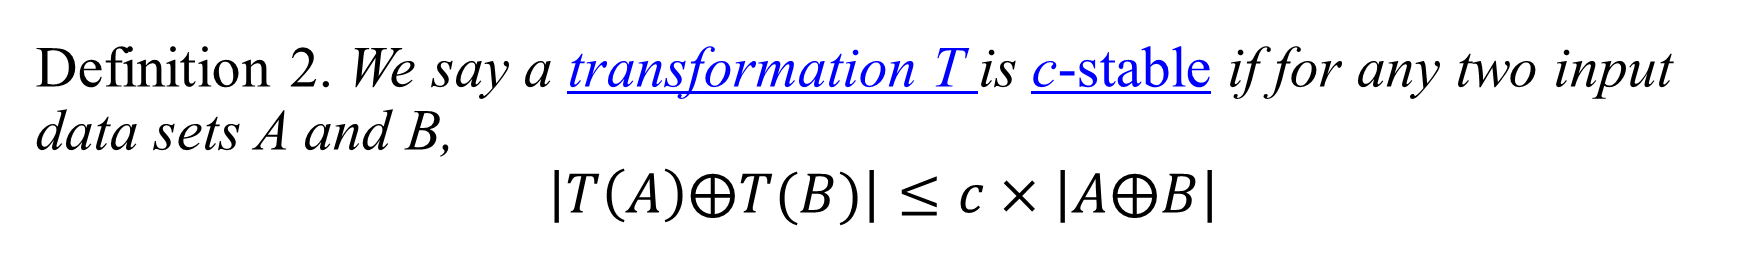 Definition 2. We say a transformation T is c-stable if for any two input
data sets A and B,
|T(A)⊕T(B)| ≤ c × |A⊕B|